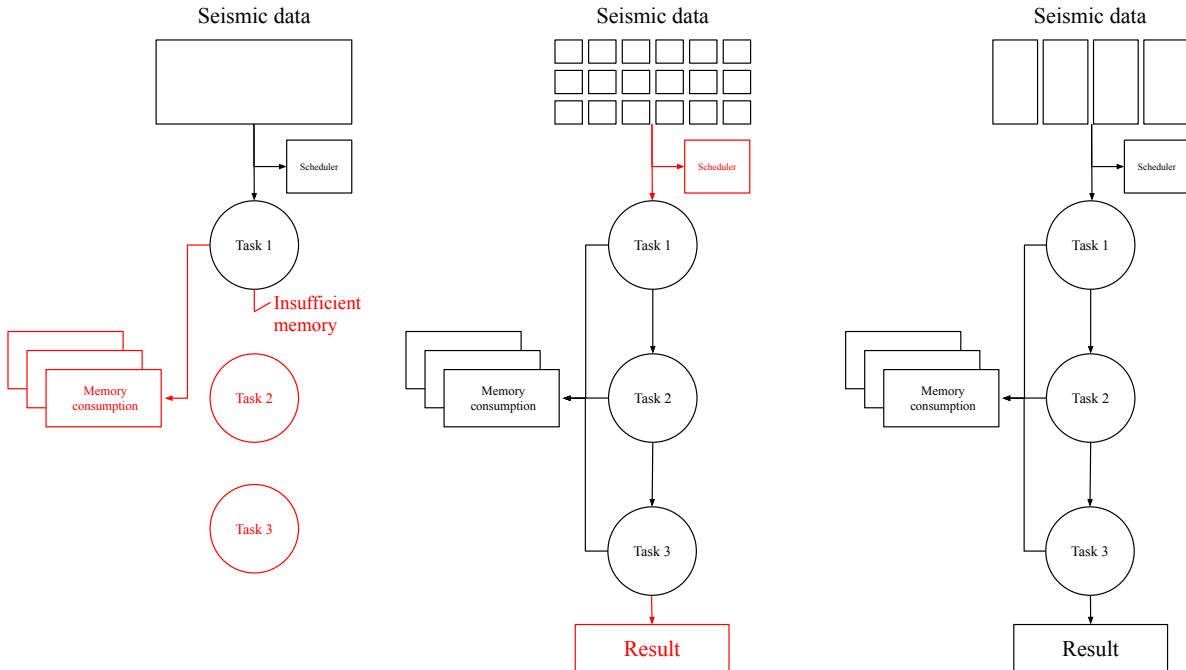 Seismic data
Scheduler
Task 1
Insufficient
memory
Memory
consumption
Task 2
Task 3
Seismic data
Scheduler
Task 1
Memory
consumption
Task 2
Task 3
Result
Seismic data
Scheduler
Task 1
Memory
consumption
Task 2
Task 3
Result